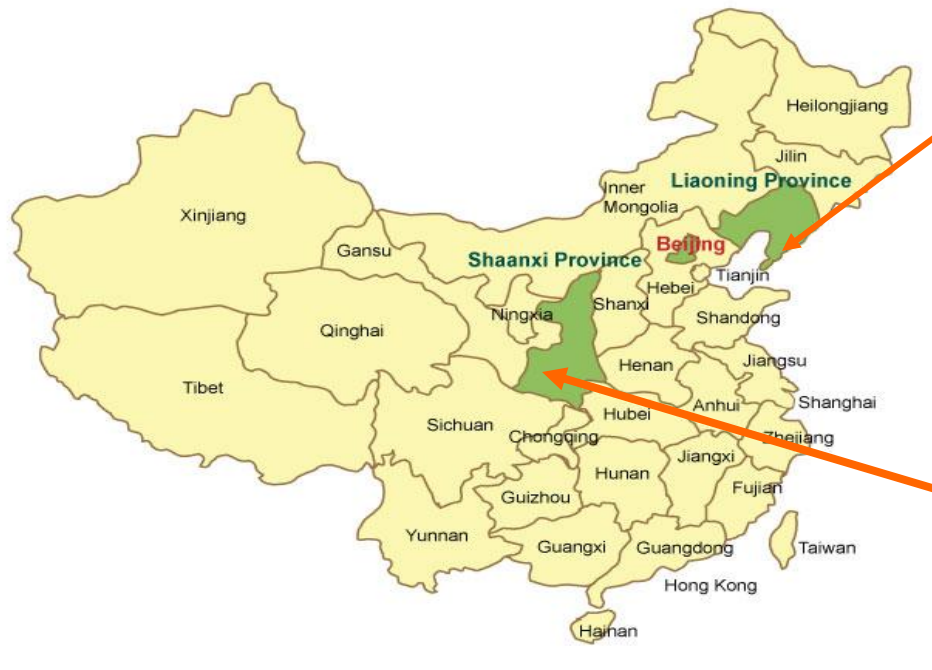 Heilongjiang
Jilin
Liaoning Province
Inner
Mongolia
Xinjiang
Beijing
Gansu
Shaanxi Province
Tianjin
Hebei
Shanxi
Ningxia
Shandong
Qinghai
Jiangsu
Henan
Tibet
Anhui
Shanghai
Hubei
Sichuan
Zhejiang
Chongqing
Jiangxi
Hunan
Fujian
Guizhou
Yunnan
Guangxi
Guangdong
Taiwan
Hong Kong
Hainan